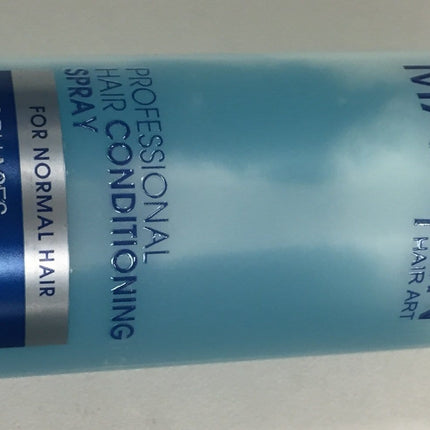 HAIR ART
PROFESSIONAL
HAIR CONDITIONING
SPRAY
FOR NORMAL HAIR